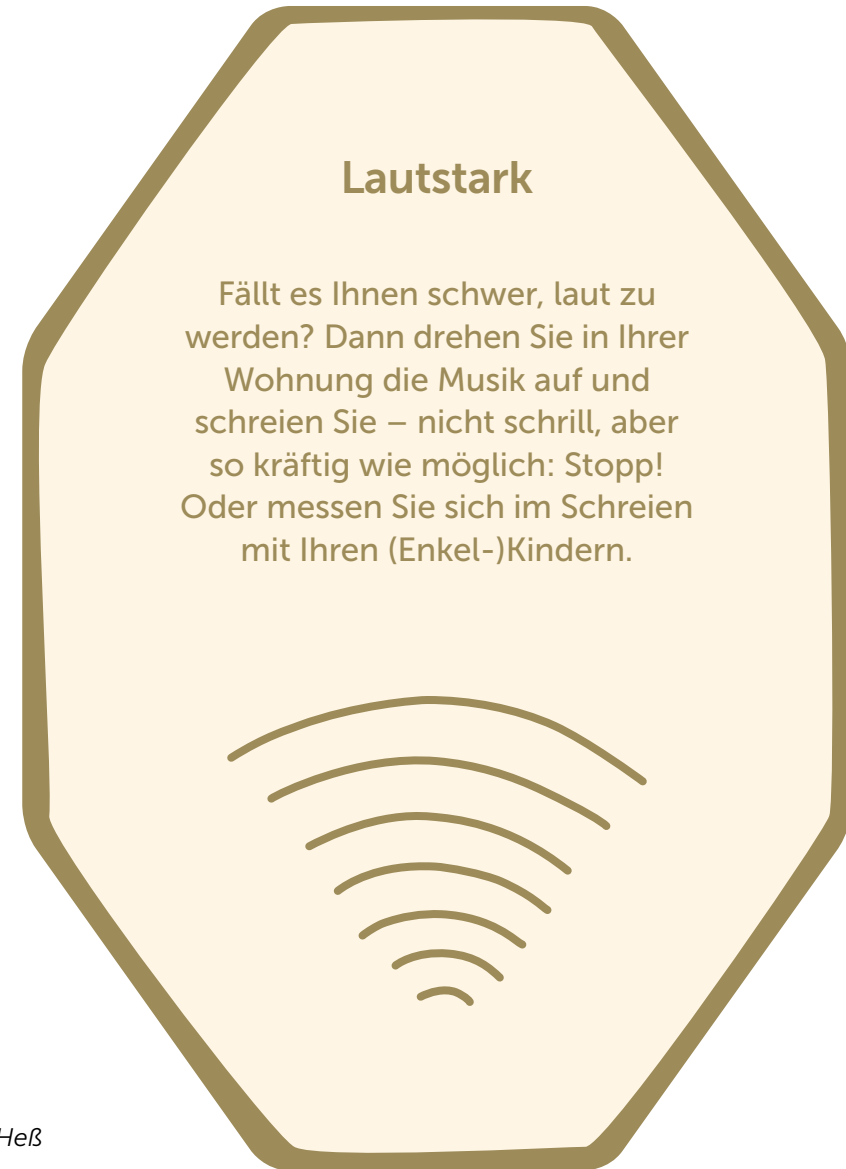 Lautstark
Fällt es Ihnen schwer, laut zu
werden? Dann drehen Sie in Ihrer
Wohnung die Musik auf und
schreien Sie – nicht schrill, aber
so kräftig wie möglich: Stopp!
Oder messen Sie sich im Schreien
mit Ihren (Enkel-)Kindern.
Heß